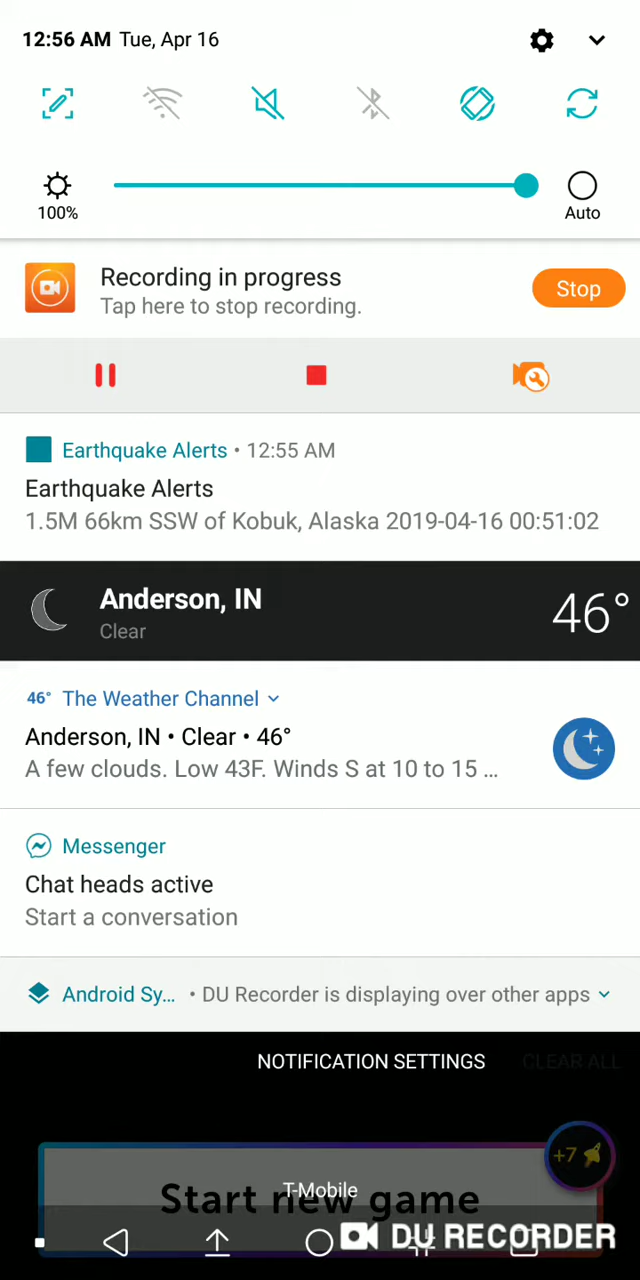 12:56 AM Tue, Apr 16
100%
Auto
Recording in progress
Tap here to stop recording.
Stop
Earthquake Alerts • 12:55 AM
Earthquake Alerts
1.5M 66km SSW of Kobuk, Alaska 2019-04-16 00:51:02
Anderson, IN
Clear
46°
46° The Weather Channel
Anderson, IN • Clear • 46°
A few clouds. Low 43F. Winds S at 10 to 15 ...
Messenger
Chat heads active
Start a conversation
Android Sy... • DU Recorder is displaying over other apps
NOTIFICATION SETTINGS CLEAR ALL
+7
T-Mobile
Start new game
DU RECORDER